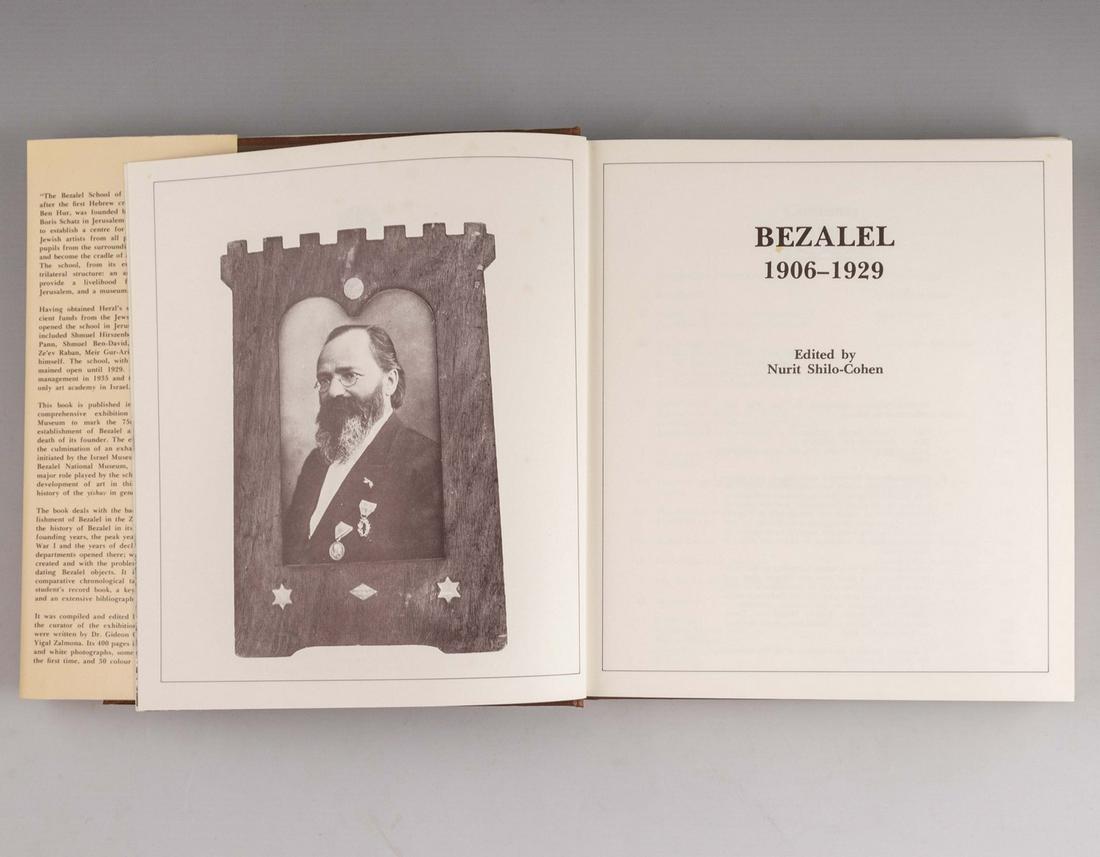 "The Bezalel School of
after the first Hebrew cr
Ben Hur, was founded b
Boris Schatz in Jerusalem
to establish a centre for
Jewish artists from all p
pupils from the surroundi
and become the cradle of
The school, from its es
trilateral structure: an a
provide a livelihood f
Jerusalem, and a museum
Having obtained Herzl's s
cient funds from the Jews
opened the school in Jeru
included Shmuel Hirszenb
Pann, Shmuel Ben-David,
Ze'ev Raban, Meir Gur-Ari
himself. The school, with
mained open until 1929.
management in 1935 and
only art academy in Israel.
This book is published in
comprehensive exhibition
Museum to mark the 75
establishment of Bezalel a
death of its founder. The e
the culmination of an exha
initiated by the Israel Museu
Bezalel National Museum,
major role played by the sch
development of art in thi
history of the yishuv in gene
The book deals with the ba
lishment of Bezalel in the Z
the history of Bezalel in its
founding years, the peak yea
War I and the years of decl
departments opened there; w
created and with the proble
dating Bezalel objects. It
comparative chronological ta
student's record book, a key
and an extensive bibliograph
It was compiled and edited
the curator of the exhibition
were written by Dr. Gideon
Yigal Zalmona. Its 400 pages
and white photographs, some
the first time, and 30 colour
BEZALEL
1906–1929
Edited by
Nurit Shilo-Cohen